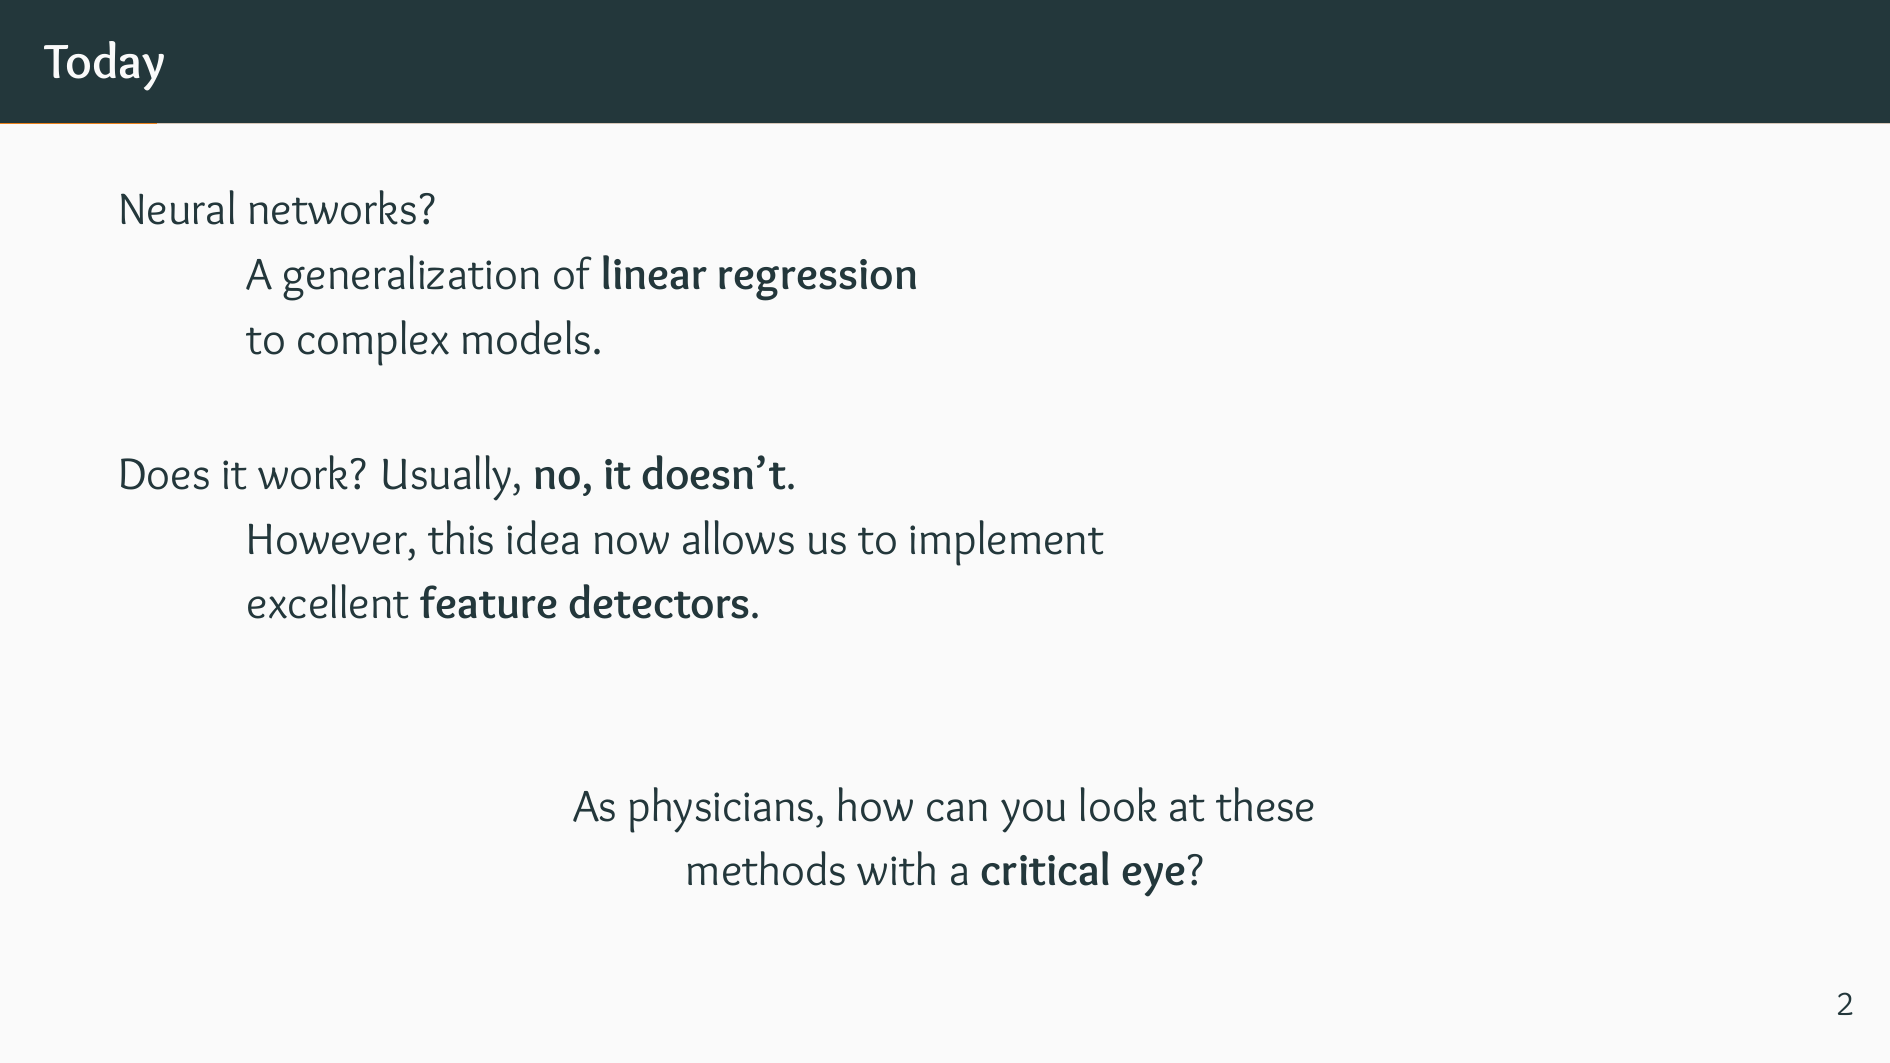 Today
Neural networks?
A generalization of linear regression
to complex models.
Does it work? Usually, no, it doesn’t.
However, this idea now allows us to implement
excellent feature detectors.
As physicians, how can you look at these
methods with a critical eye?
2